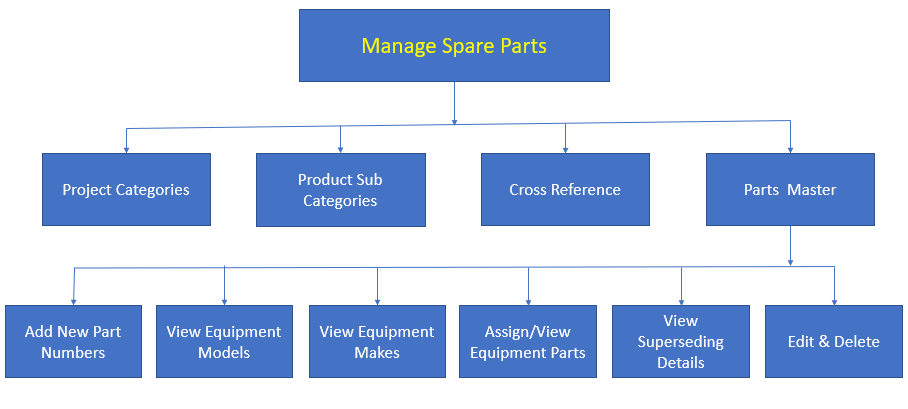 Manage Spare Parts
Project Categories
Product Sub
Categories
Cross Reference
Parts  Master
Add New Part
Numbers
View Equipment
Models
View Equipment
Makes
Assign/View
Equipment Parts
View
Superseding
Details
Edit & Delete